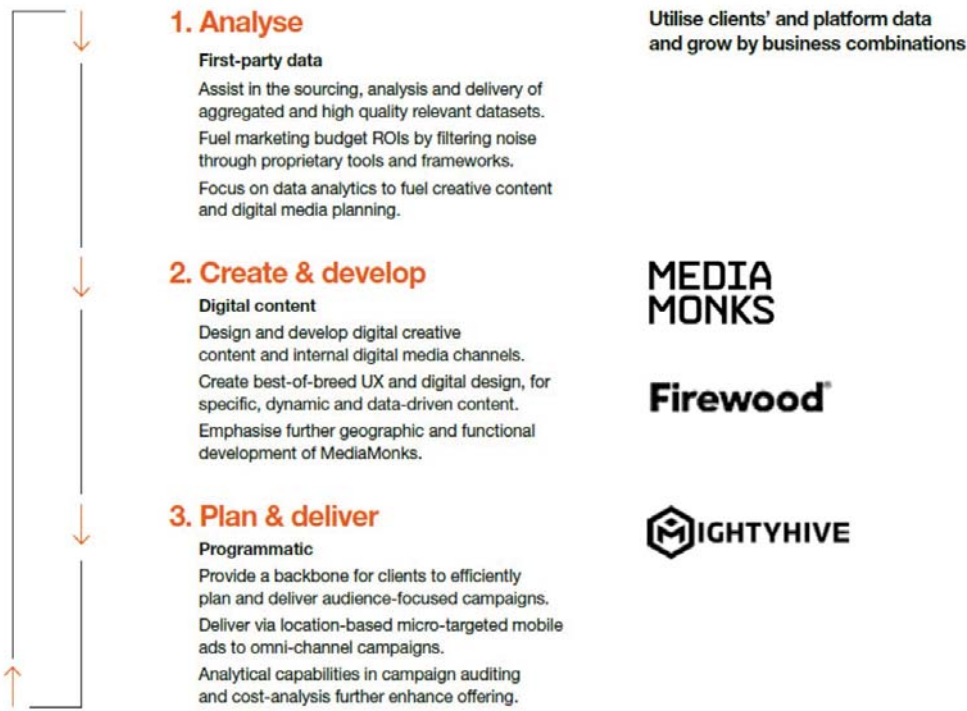 1. Analyse
First-party data
Assist in the sourcing, analysis and delivery of
aggregated and high quality relevant datasets.
Fuel marketing budget ROIs by filtering noise
through proprietary tools and frameworks.
Focus on data analytics to fuel creative content
and digital media planning.
Utilise clients’ and platform data
and grow by business combinations
2. Create & develop
Digital content
Design and develop digital creative
content and internal digital media channels.
Create best-of-breed UX and digital design, for
specific, dynamic and data-driven content.
Emphasise further geographic and functional
development of MediaMonks.
MEDIA
MONKS
Firewood®
3. Plan & deliver
Programmatic
Provide a backbone for clients to efficiently
plan and deliver audience-focused campaigns.
Deliver via location-based micro-targeted mobile
ads to omni-channel campaigns.
Analytical capabilities in campaign auditing
and cost-analysis further enhance offering.
MIGHTYHIVE